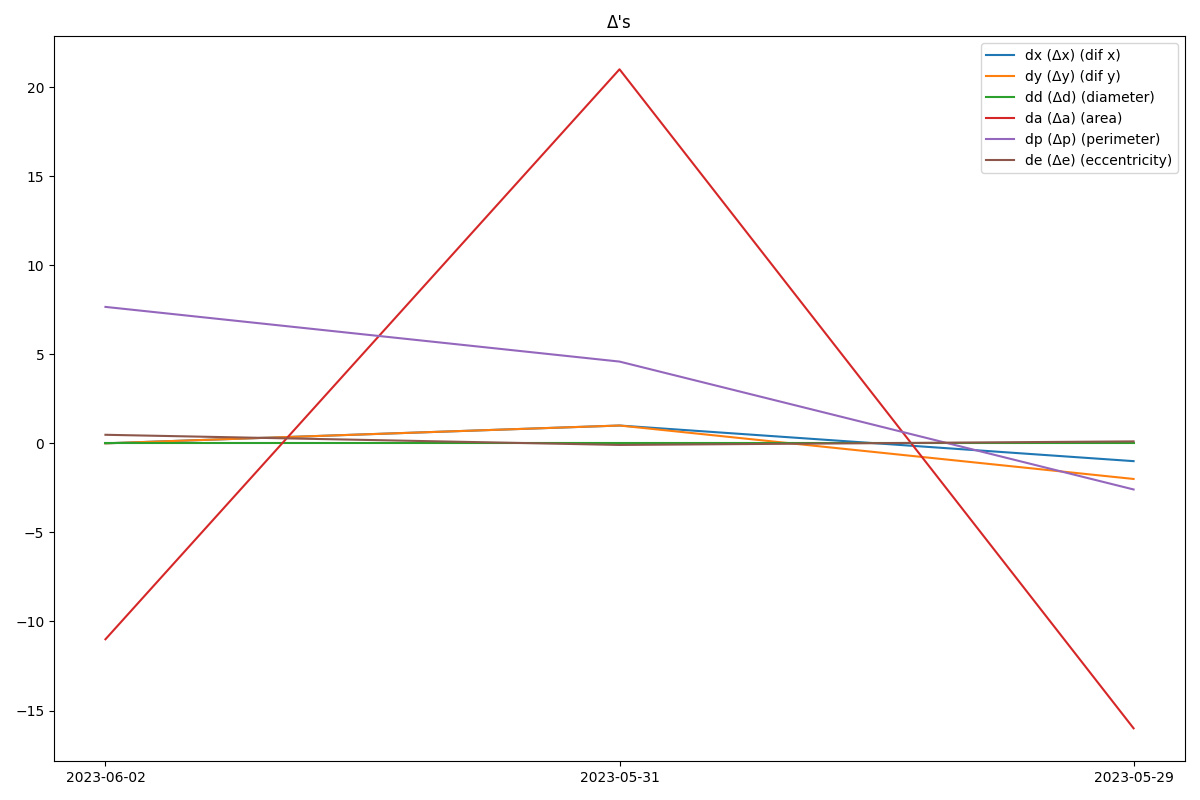 Δ's
dx (Δx) (dif x)
dy (Δy) (dif y)
dd (Δd) (diameter)
da (Δa) (area)
dp (Δp) (perimeter)
de (Δe) (eccentricity)
20
15
10
5
0
−5
−10
−15
2023-06-02 2023-05-31 2023-05-29